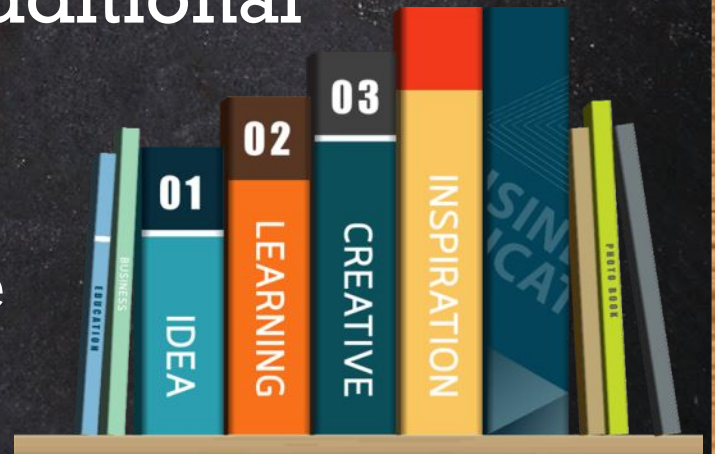 EDUCATION
BUSINESS
01
IDEA
02
LEARNING
03
CREATIVE
INSPIRATION
PHOTO BOOK